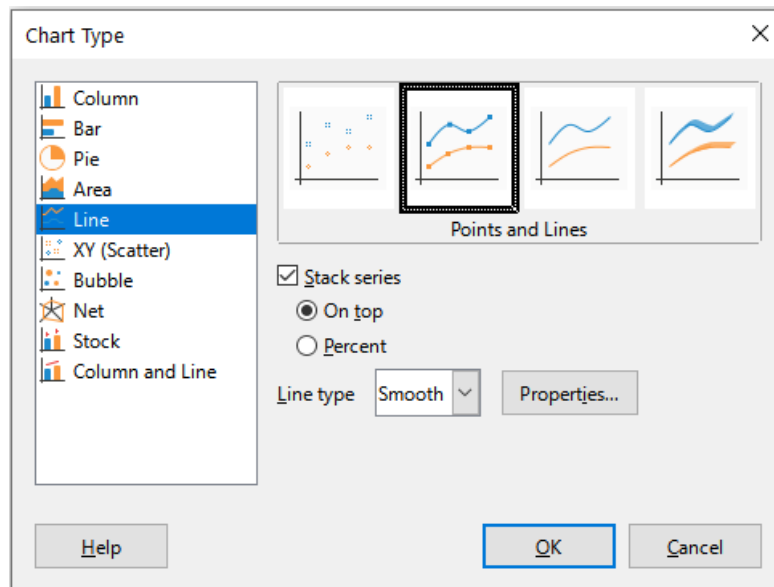 Chart Type
Column
Bar
Pie
Area
Line
XY (Scatter)
Bubble
Net
Stock
Column and Line
Points and Lines
Stack series
On top
Percent
Line type Smooth Properties...
Help OK Cancel